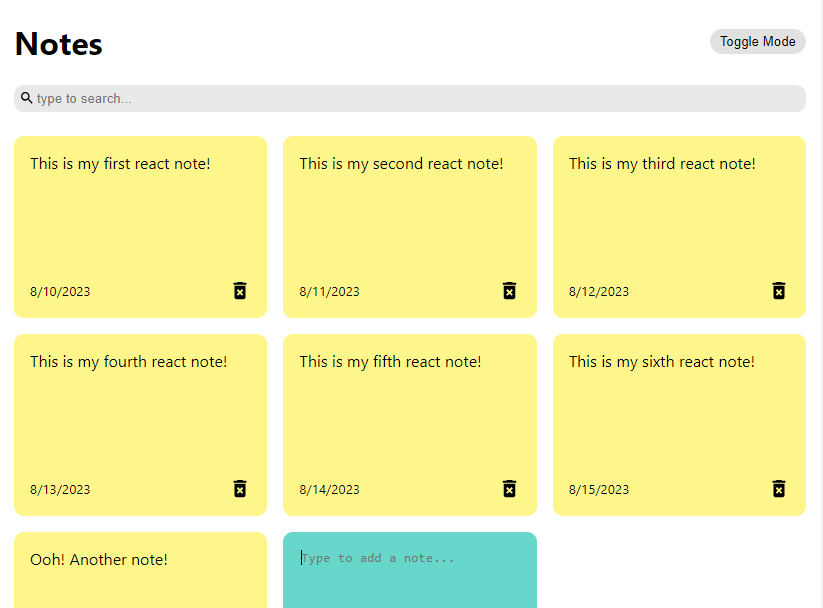 Notes
Toggle Mode
type to search...
This is my first react note!
This is my second react note!
This is my third react note!
8/10/2023
8/11/2023
8/12/2023
This is my fourth react note!
This is my fifth react note!
This is my sixth react note!
8/13/2023
8/14/2023
8/15/2023
Ooh! Another note!
Type to add a note...